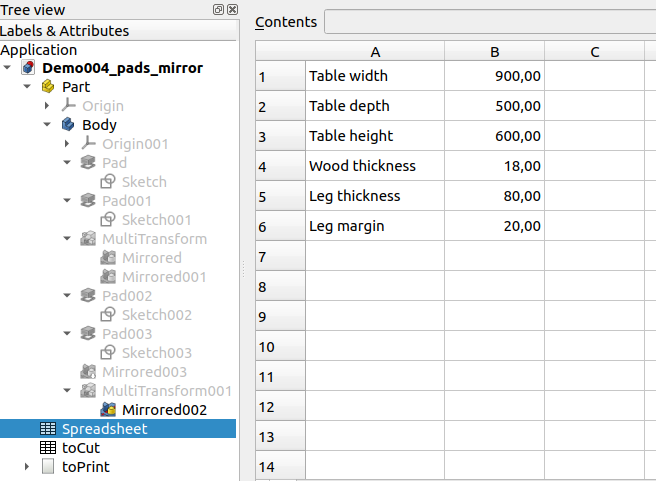 Tree view
Labels & Attributes
Application
Demo004_pads_mirror
Part
Origin
Body
Origin001
Pad
Sketch
Pad001
Sketch001
MultiTransform
Mirrored
Mirrored001
Pad002
Sketch002
Pad003
Sketch003
Mirrored003
MultiTransform001
Mirrored002
Spreadsheet
toCut
toPrint
Contents
A B C
1 Table width 900,00
2 Table depth 500,00
3 Table height 600,00
4 Wood thickness 18,00
5 Leg thickness 80,00
6 Leg margin 20,00
7
8
9
10
11
12
13
14